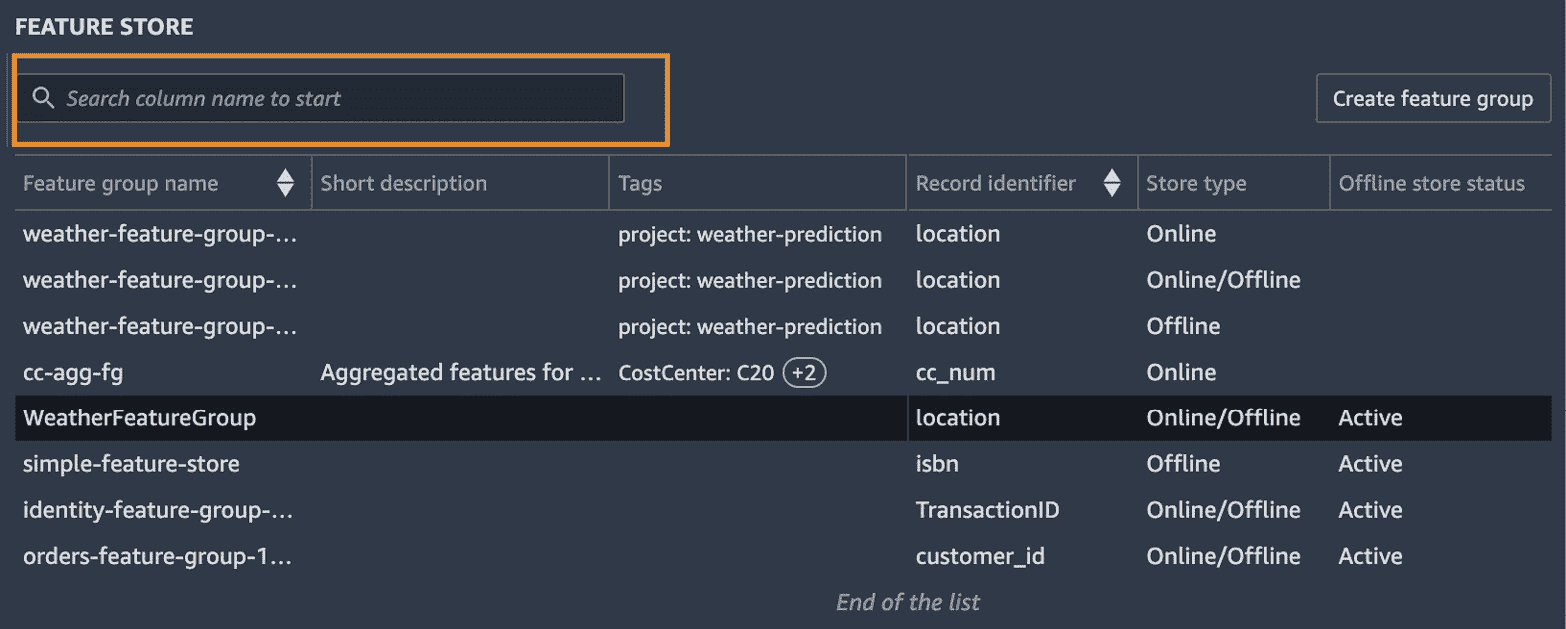 FEATURE STORE
Search column name to start
Create feature group
Feature group name Short description Tags Record identifier Store type Offline store status
weather-feature-group-... project: weather-prediction location Online
weather-feature-group-... project: weather-prediction location Online/Offline
weather-feature-group-... project: weather-prediction location Offline
cc-agg-fg Aggregated features for ... CostCenter: C20 +2 cc_num Online
WeatherFeatureGroup location Online/Offline Active
simple-feature-store isbn Offline Active
identity-feature-group-... TransactionID Online/Offline Active
orders-feature-group-1... customer_id Online/Offline Active
End of the list